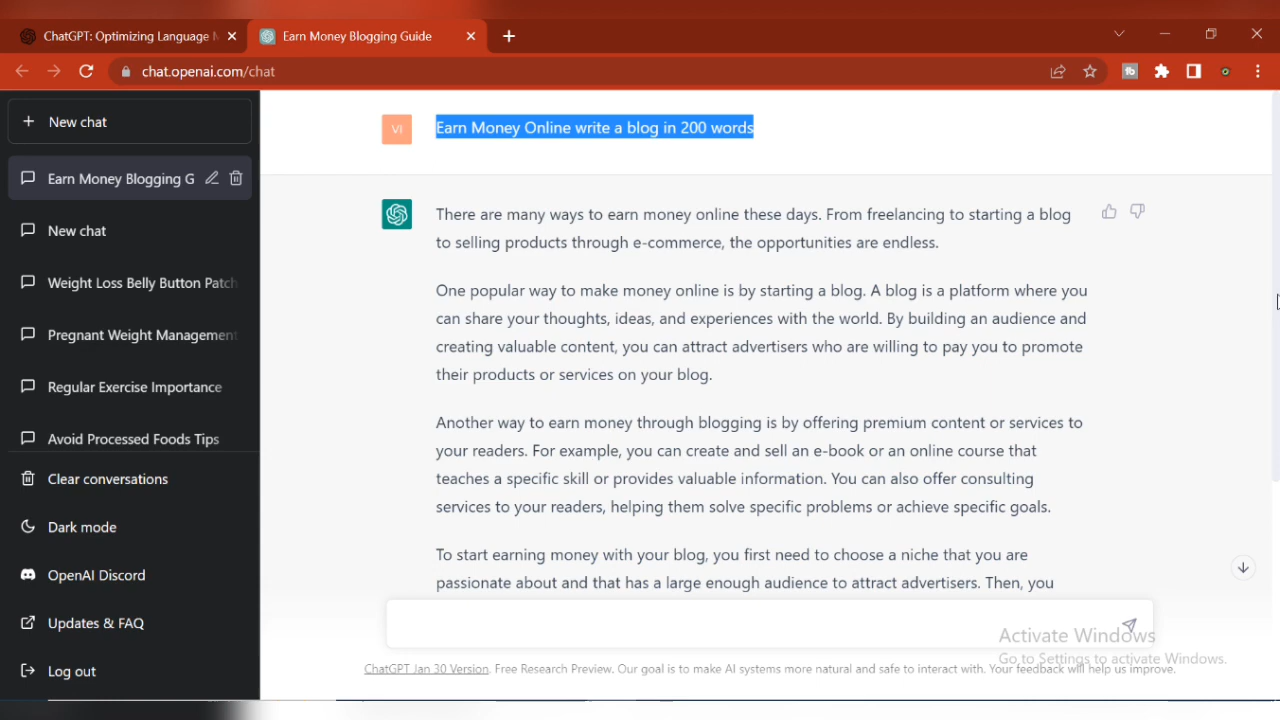 ChatGPT: Optimizing Language
Earn Money Blogging Guide
chat.openai.com/chat
New chat
Earn Money Blogging G
New chat
Weight Loss Belly Button Patch
Pregnant Weight Management
Regular Exercise Importance
Avoid Processed Foods Tips
Clear conversations
Dark mode
OpenAI Discord
Updates & FAQ
Log out
VI
Earn Money Online write a blog in 200 words
There are many ways to earn money online these days. From freelancing to starting a blog
to selling products through e-commerce, the opportunities are endless.
One popular way to make money online is by starting a blog. A blog is a platform where you
can share your thoughts, ideas, and experiences with the world. By building an audience and
creating valuable content, you can attract advertisers who are willing to pay you to promote
their products or services on your blog.
Another way to earn money through blogging is by offering premium content or services to
your readers. For example, you can create and sell an e-book or an online course that
teaches a specific skill or provides valuable information. You can also offer consulting
services to your readers, helping them solve specific problems or achieve specific goals.
To start earning money with your blog, you first need to choose a niche that you are
passionate about and that has a large enough audience to attract advertisers. Then, you
Activate Windows
Go to Settings to activate Windows.
ChatGPT Jan 30 Version. Free Research Preview. Our goal is to make AI systems more natural and safe to interact with. Your feedback will help us improve.